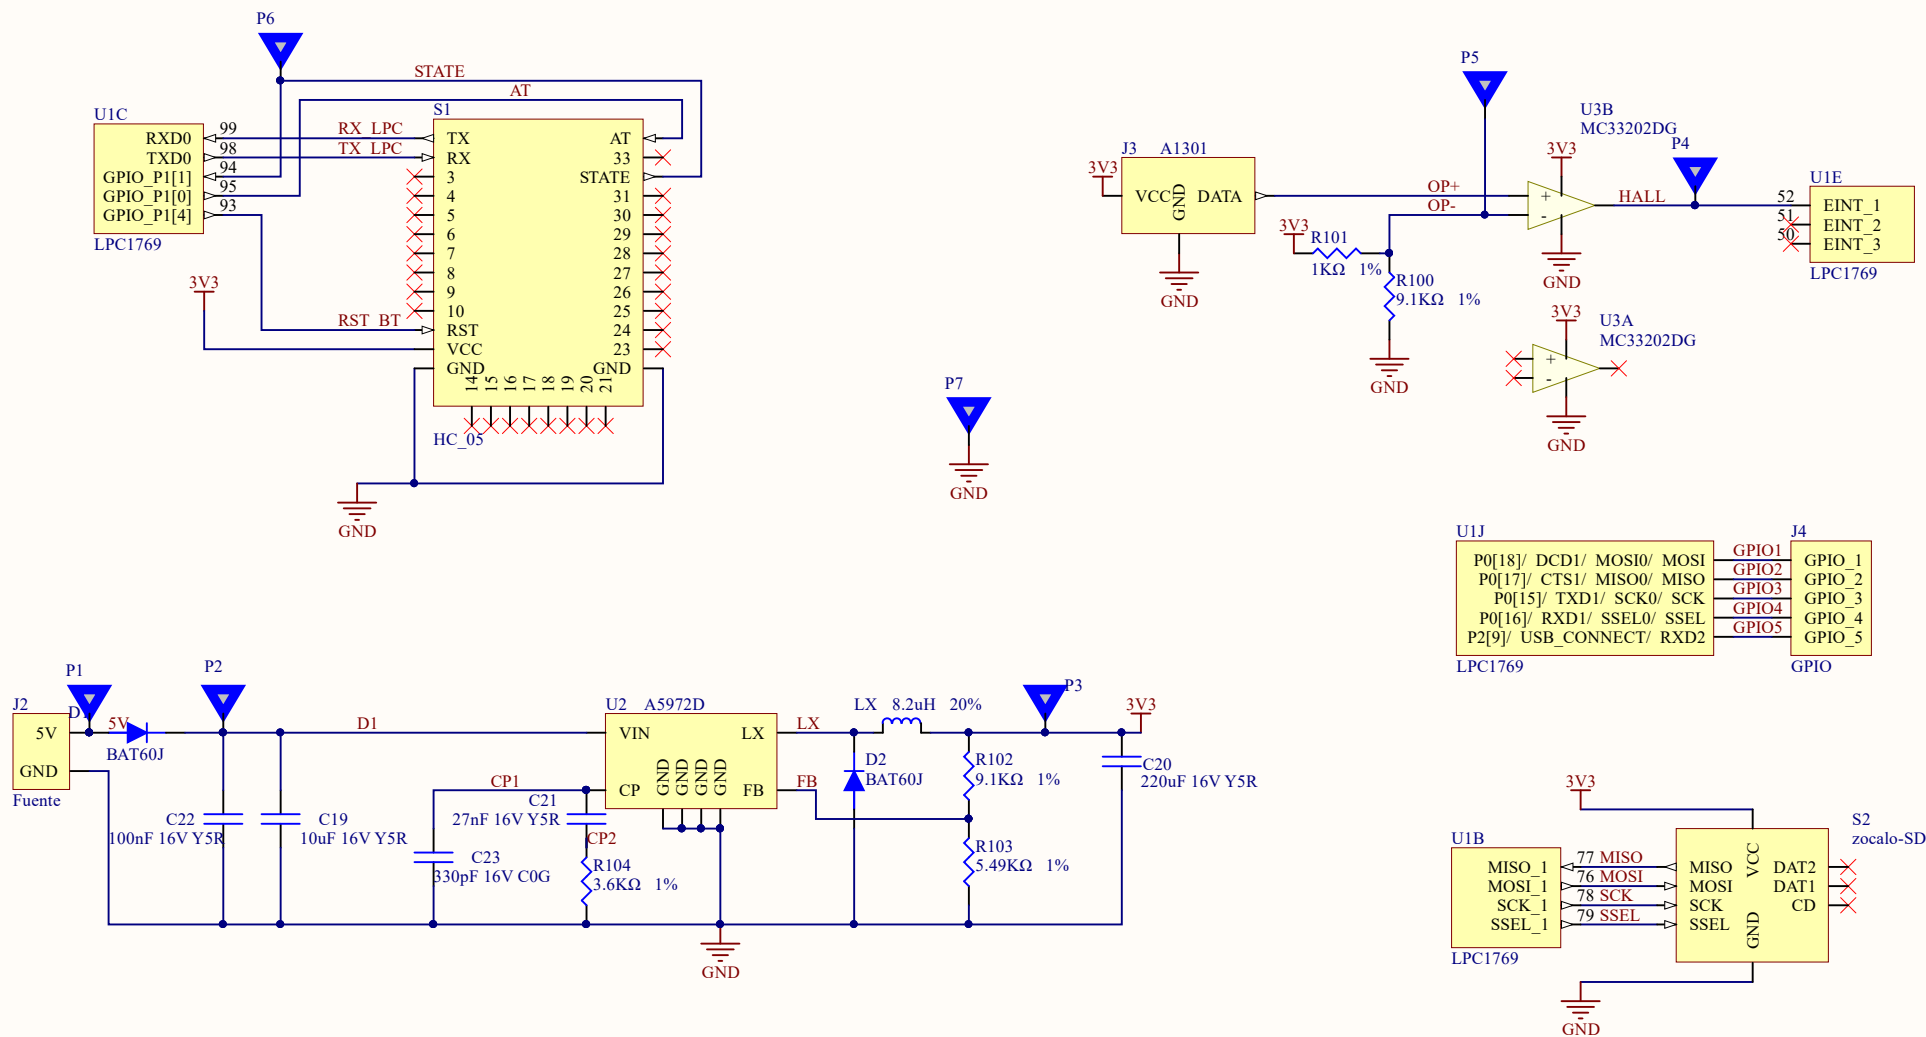 P6
STATE
AT
U1C
S1
RXD0 99 RX_LPC TX AT
TXD0 98 TX_LPC RX 33
GPIO_P1[1] 94 3 STATE
GPIO_P1[0] 95 4 31
GPIO_P1[4] 93 5 30
LPC1769
6 29
7 28
8 27
3V3
9 26
10 25
RST_BT RST 24
VCC 23
GND GND
14 15 16 17 18 19 20 21
HC_05
GND
P7
GND
P5
U3B
MC33202DG
P4
J3 A1301
3V3
3V3
VCC GND DATA
OP+
OP-
+
-
HALL
U1E
52 EINT_1
51 EINT_2
50 EINT_3
LPC1769
3V3 R101
1KΩ 1%
R100
9.1KΩ 1%
GND
GND
GND
3V3
U3A
MC33202DG
+
-
GND
U1J J4
P0[18]/ DCD1/ MOSI0/ MOSI GPIO1 GPIO_1
P0[17]/ CTS1/ MISO0/ MISO GPIO2 GPIO_2
P0[15]/ TXD1/ SCK0/ SCK GPIO3 GPIO_3
P0[16]/ RXD1/ SSEL0/ SSEL GPIO4 GPIO_4
P2[9]/ USB_CONNECT/ RXD2 GPIO5 GPIO_5
LPC1769 GPIO
P1
P2
J2
5V
GND
Fuente
5V
BAT60J
D1
C22
100nF 16V Y5R
C19
10uF 16V Y5R
CP1
C23
330pF 16V C0G
C21
27nF 16V Y5R
CP2
R104
3.6KΩ 1%
U2 A5972D
VIN LX
GND GND GND GND
CP FB
LX
FB
GND
LX 8.2uH 20%
D2
BAT60J
P3
3V3
R102
9.1KΩ 1%
R103
5.49KΩ 1%
C20
220uF 16V Y5R
3V3
U1B
S2
zocalo-SD
MISO_1 77 MISO MISO VCC DAT2
MOSI_1 76 MOSI MOSI DAT1
SCK_1 78 SCK SCK CD
SSEL_1 79 SSEL SSEL GND
LPC1769
GND